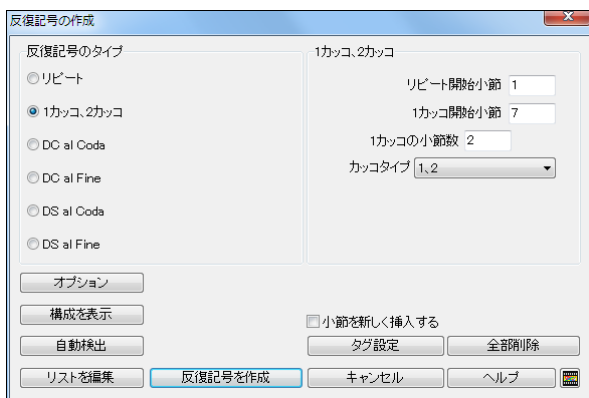 反復記号の作成
反復記号のタイプ
リピート
1カッコ、2カッコ
DC al Coda
DC al Fine
DS al Coda
DS al Fine
1カッコ、2カッコ
リピート開始小節 1
1カッコ開始小節 7
1カッコの小節数 2
カッコタイプ 1、2
オプション
構成を表示
小節を新しく挿入する
自動検出 タグ設定 全部削除
リストを編集 反復記号を作成 キャンセル ヘルプ